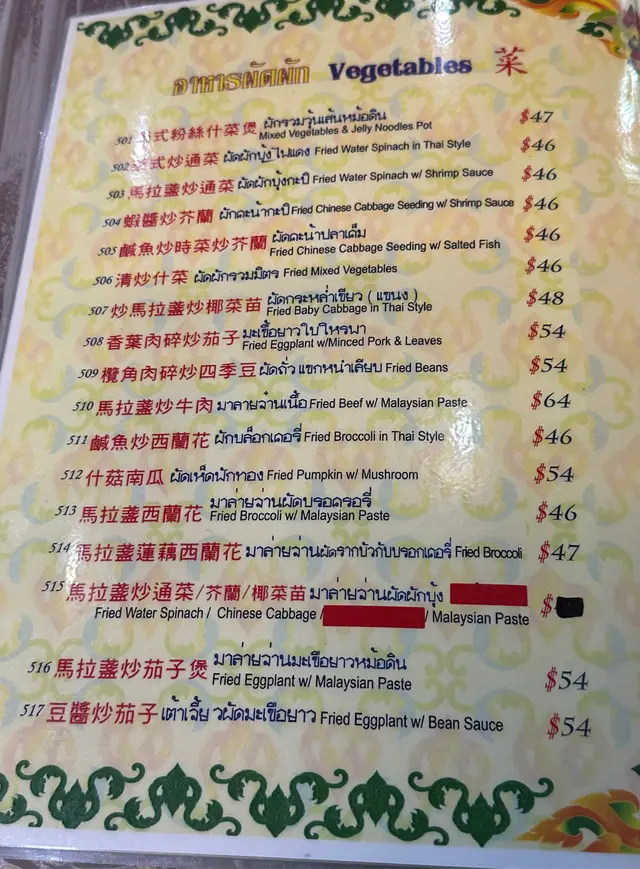 อาหารผัดผัก Vegetables 菜
501 式粉絲什菜煲 ผักรวมวุ้นเส้นหม้อดิน $47
Mixed Vegetables & Jelly Noodles Pot
502 式炒通菜 ผัดผักบุ้งไฟแดง Fried Water Spinach in Thai Style $46
503 馬拉盞炒通菜 ผัดผักบุ้งกะปิ Fried Water Spinach w/ Shrimp Sauce $46
504 蝦醬炒芥蘭 ผักคะน้ากะปิ Fried Chinese Cabbage Seeding w/ Shrimp Sauce $46
505 鹹魚炒時菜炒芥蘭 ผัดคะน้าปลาเค็ม $46
Fried Chinese Cabbage Seeding w/ Salted Fish
506 清炒什菜 ผัดผักรวมมิตร Fried Mixed Vegetables $46
507 炒馬拉盞炒椰菜苗 ผัดกระหล่ำเขียว ( แขนง ) $48
Fried Baby Cabbage in Thai Style
508 香葉肉碎炒茄子 มะเขือยาวใบโหรพา $54
Fried Eggplant w/Minced Pork & Leaves
509 欖角肉碎炒四季豆 ผัดถั่ว แขกหนำเลียบ Fried Beans $54
510 馬拉盞炒牛肉 มาลายจ๋านเนื้อ Fried Beef w/ Malaysian Paste $64
511 鹹魚炒西蘭花 ผักบล็อกเคอรี่ Fried Broccoli in Thai Style $46
512 什菇南瓜 ผัดเห็ดฟักทอง Fried Pumpkin w/ Mushroom $54
513 馬拉盞西蘭花 มาล่ายจ่านผัดบรอครอรี่ $46
Fried Broccoli w/ Malaysian Paste
514 馬拉盞蓮藕西蘭花 มาล่ายจ่านผัดรากบัวกับบรอกเคอรี่ Fried Broccoli $47
515 馬拉盞炒通菜/芥蘭/椰菜苗 มาล่ายจ่านผัดผักบุ้ง $
Fried Water Spinach / Chinese Cabbage / / Malaysian Paste
516 馬拉盞炒茄子煲 มาล่ายจ่านมะเขือยาวหม้อดิน $54
Fried Eggplant w/ Malaysian Paste
517 豆醬炒茄子 เต้าเจี้ย วผัดมะเขือยาว Fried Eggplant w/ Bean Sauce $54